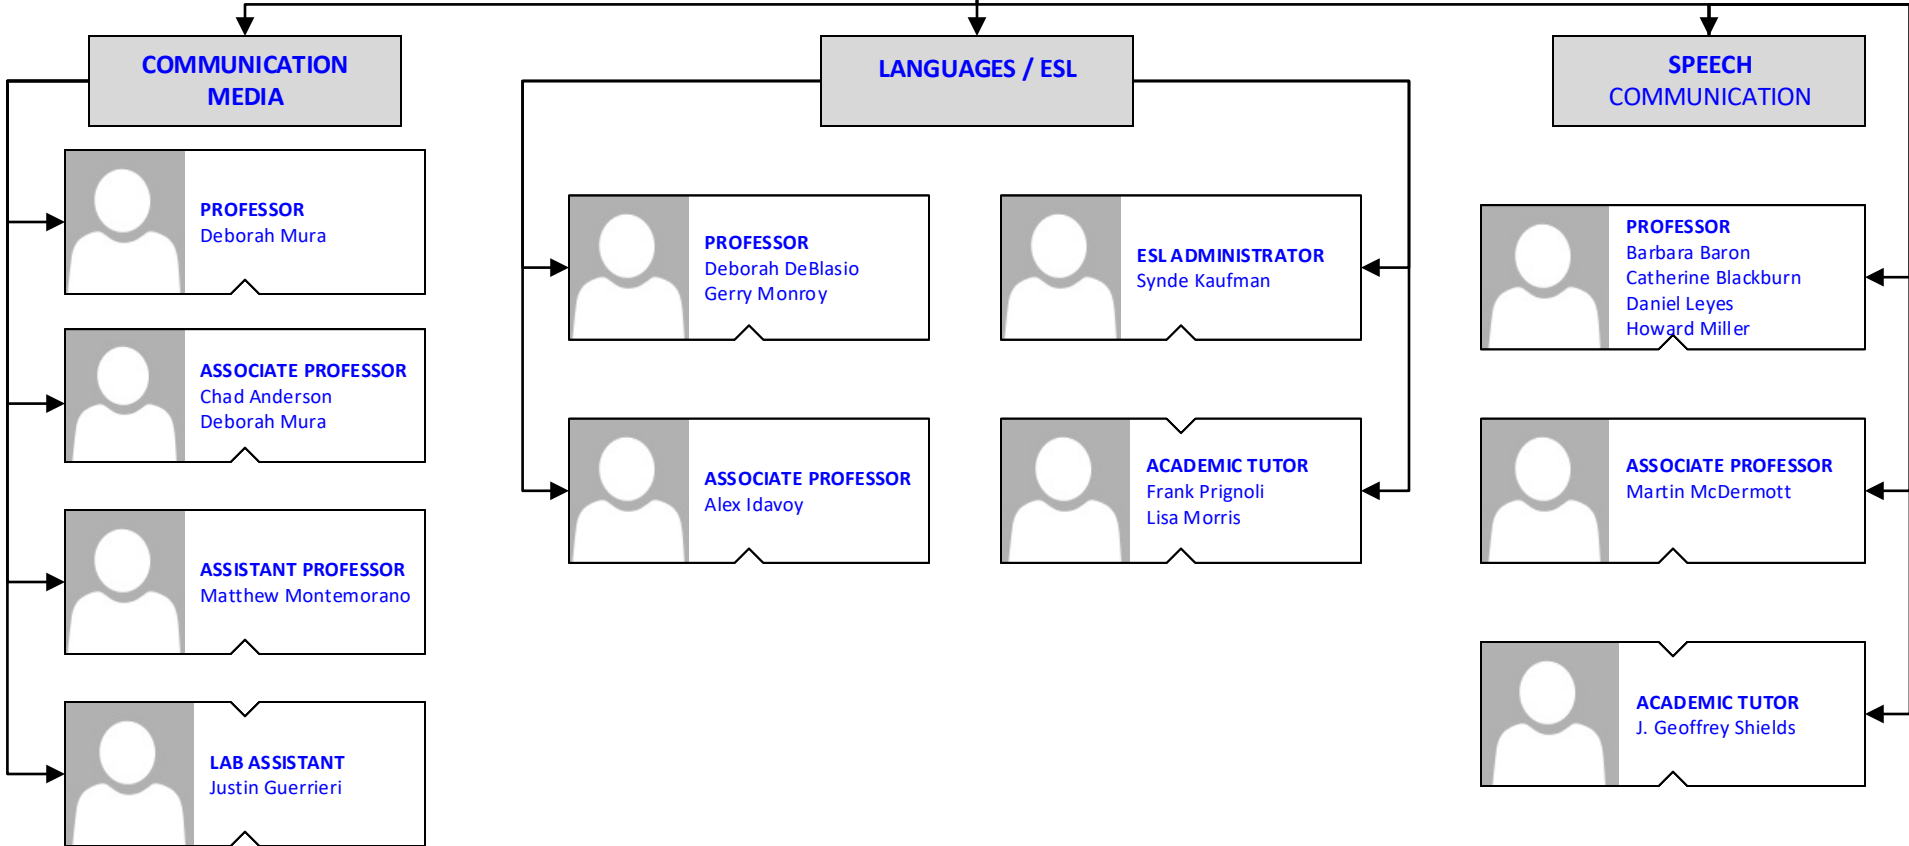 COMMUNICATION
MEDIA
PROFESSOR
Deborah Mura
ASSOCIATE PROFESSOR
Chad Anderson
Deborah Mura
ASSISTANT PROFESSOR
Matthew Montemorano
LAB ASSISTANT
Justin Guerrieri
LANGUAGES / ESL
PROFESSOR
Deborah DeBlasio
Gerry Monroy
ASSOCIATE PROFESSOR
Alex Idavoy
ESL ADMINISTRATOR
Synde Kaufman
ACADEMIC TUTOR
Frank Prignoli
Lisa Morris
SPEECH
COMMUNICATION
PROFESSOR
Barbara Baron
Catherine Blackburn
Daniel Leyes
Howard Miller
ASSOCIATE PROFESSOR
Martin McDermott
ACADEMIC TUTOR
J. Geoffrey Shields